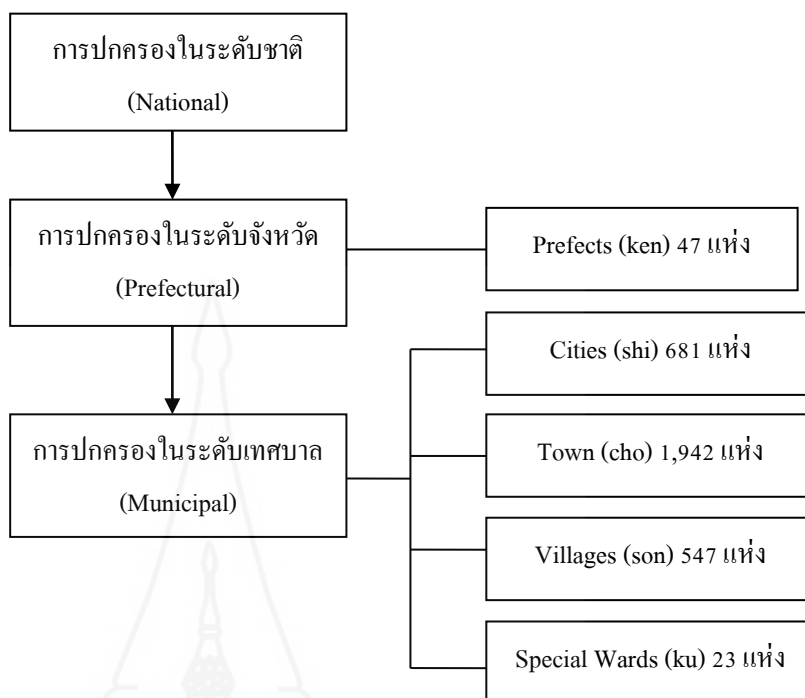 การปกครองในระดับชาติ
(National)
การปกครองในระดับจังหวัด
(Prefectural)
Prefects (ken) 47 แห่ง
การปกครองในระดับเทศบาล
(Municipal)
Cities (shi) 681 แห่ง
Town (cho) 1,942 แห่ง
Villages (son) 547 แห่ง
Special Wards (ku) 23 แห่ง